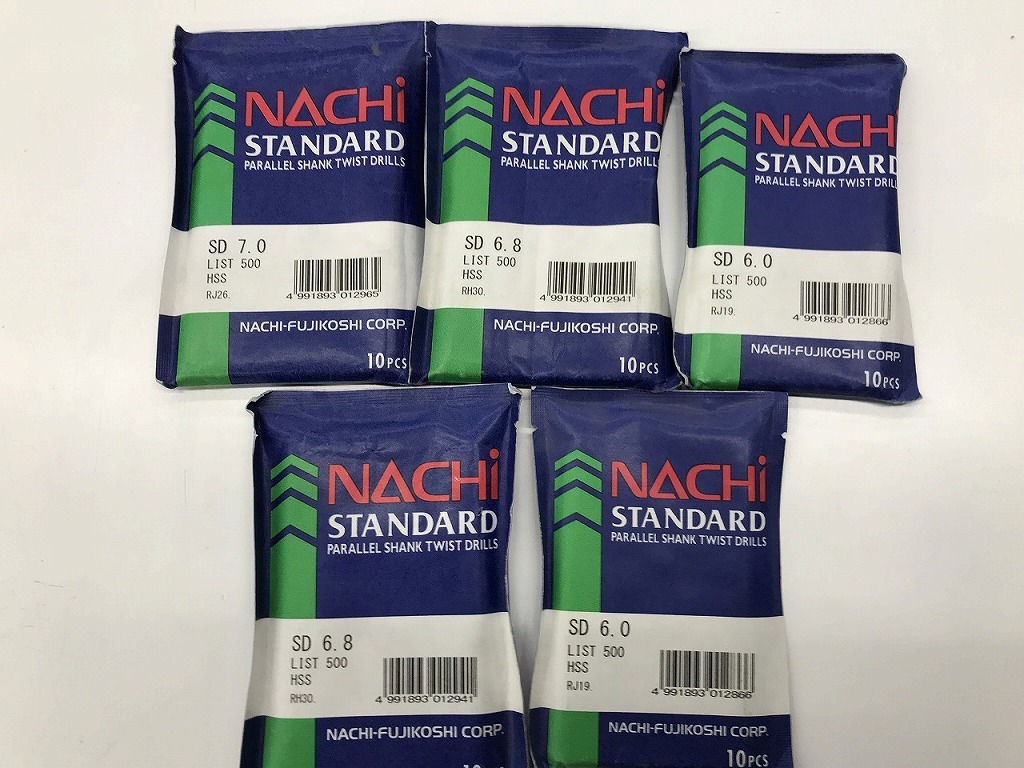 NACHi
STANDARD
PARALLEL SHANK TWIST DRILLS
SD 7.0
LIST 500
HSS
RJ26.
4 991893 012965
NACHI-FUJIKOSHI CORP.
10PCS
NACHi
STANDARD
PARALLEL SHANK TWIST DRILLS
SD 6.8
LIST 500
HSS
RH30.
4 991893 012941
NACHI-FUJIKOSHI CORP.
10PCS
NACHi
STANDARD
PARALLEL SHANK TWIST DRILL
SD 6.0
LIST 500
HSS
RJ19.
4 991893 012866
NACHI-FUJIKOSHI CORP.
10PCS
NACHi
STANDARD
PARALLEL SHANK TWIST DRILLS
SD 6.8
LIST 500
HSS
RH30.
4 991893 012941
NACHI-FUJIKOSHI CORP.
NACHi
STANDARD
PARALLEL SHANK TWIST DRILLS
SD 6.0
LIST 500
HSS
RJ19.
4 991893 012866
NACHI-FUJIKOSHI CORP.
10PCS